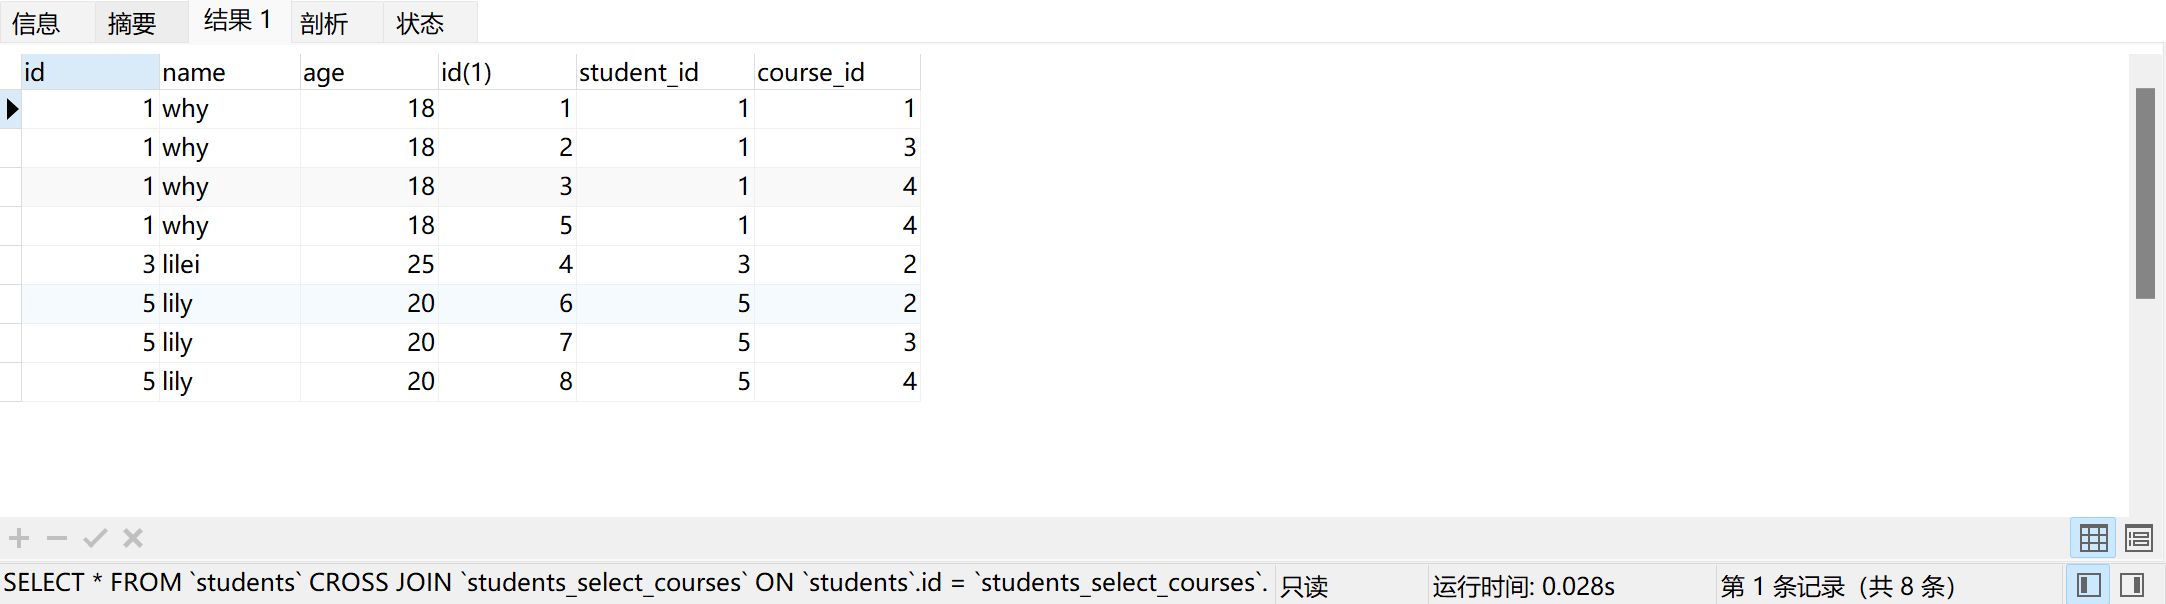 信息 摘要 结果 1 剖析 状态
id name age id(1) student_id course_id
1 why 18 1 1 1
1 why 18 2 1 3
1 why 18 3 1 4
1 why 18 5 1 4
3 lilei 25 4 3 2
5 lily 20 6 5 2
5 lily 20 7 5 3
5 lily 20 8 5 4
SELECT * FROM `students` CROSS JOIN `students_select_courses` ON `students`.id = `students_select_courses`. 只读 运行时间: 0.028s 第 1 条记录（共 8 条）